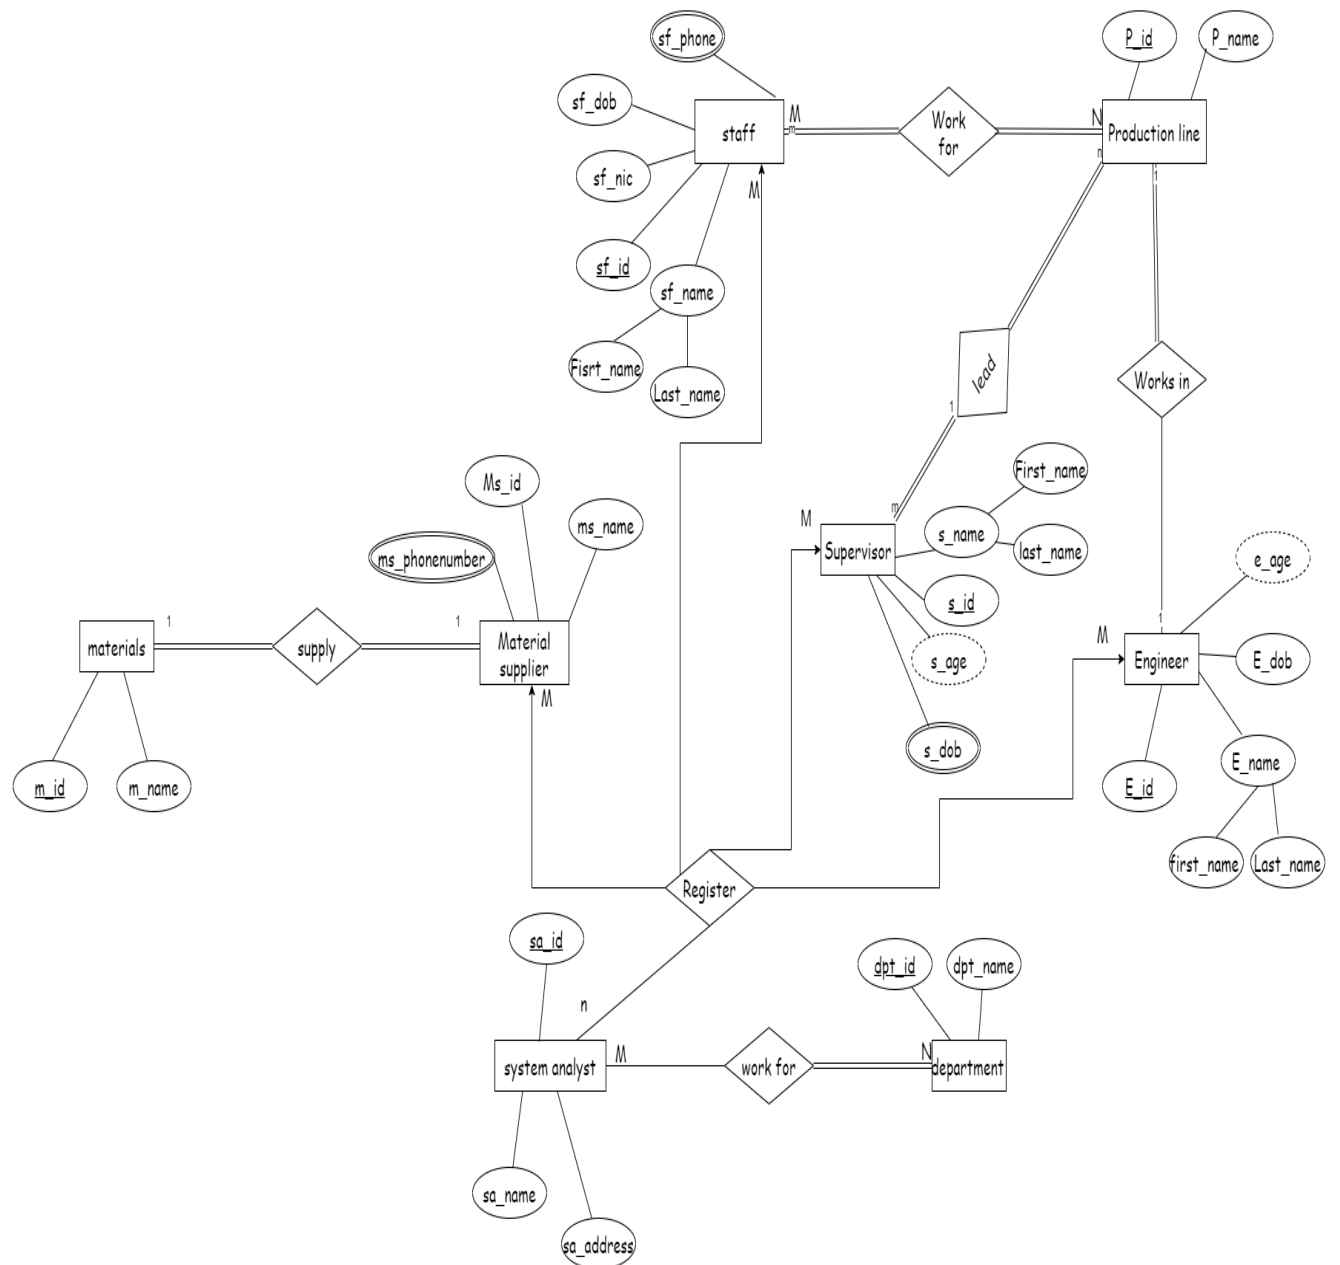 sf_phone
P_id
P_name
sf_dob
staff
M
m
Work
for
N
Production line
n
1
sf_nic
M
sf_id
sf_name
Fisrt_name
Last_name
lead
1
Works in
Ms_id
ms_name
ms_phonenumber
First_name
m
M
s_name
last_name
Supervisor
e_age
s_id
1
1
1
materials
supply
Material
supplier
M
Engineer
E_dob
s_age
M
s_dob
m_id
m_name
E_id
E_name
first_name
Last_name
Register
sa_id
dpt_id
dpt_name
n
system analyst
M
work for
N
department
sa_name
sa_address